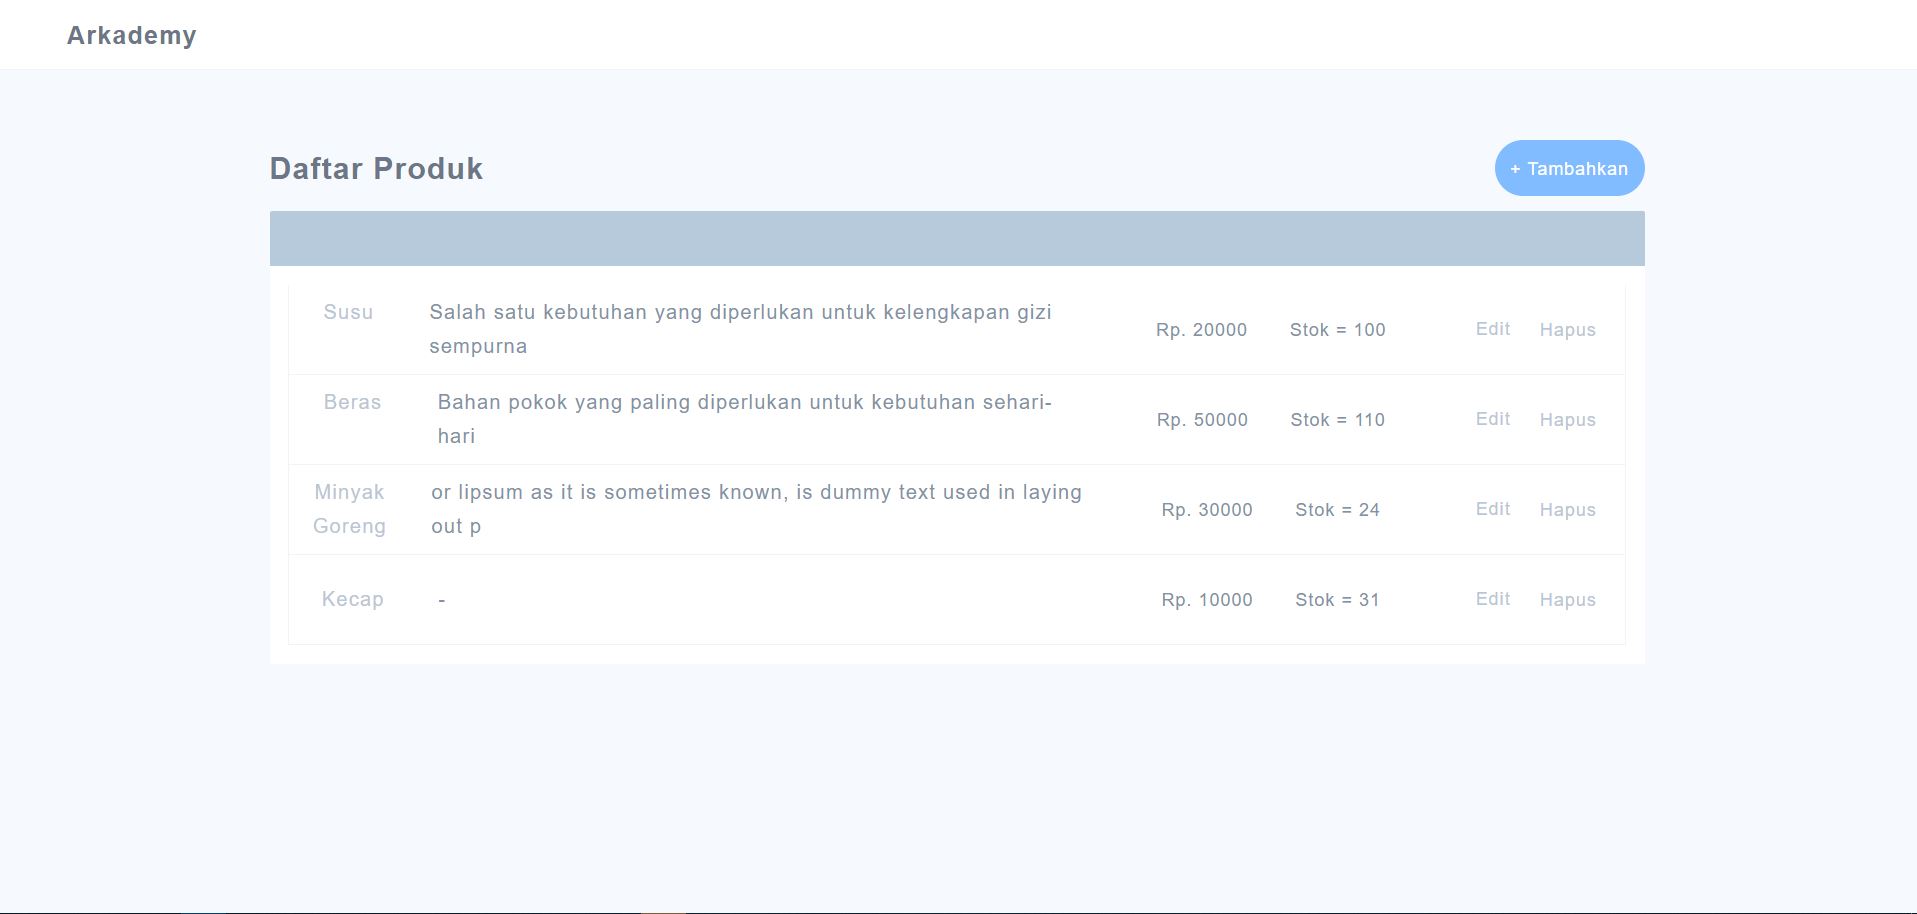 Arkademy
Daftar Produk
+ Tambahkan
Susu
Salah satu kebutuhan yang diperlukan untuk kelengkapan gizi
sempurna
Rp. 20000
Stok = 100
Edit
Hapus
Beras
Bahan pokok yang paling diperlukan untuk kebutuhan sehari-
hari
Rp. 50000
Stok = 110
Edit
Hapus
Minyak
Goreng
or lipsum as it is sometimes known, is dummy text used in laying
out p
Rp. 30000
Stok = 24
Edit
Hapus
Kecap
-
Rp. 10000
Stok = 31
Edit
Hapus